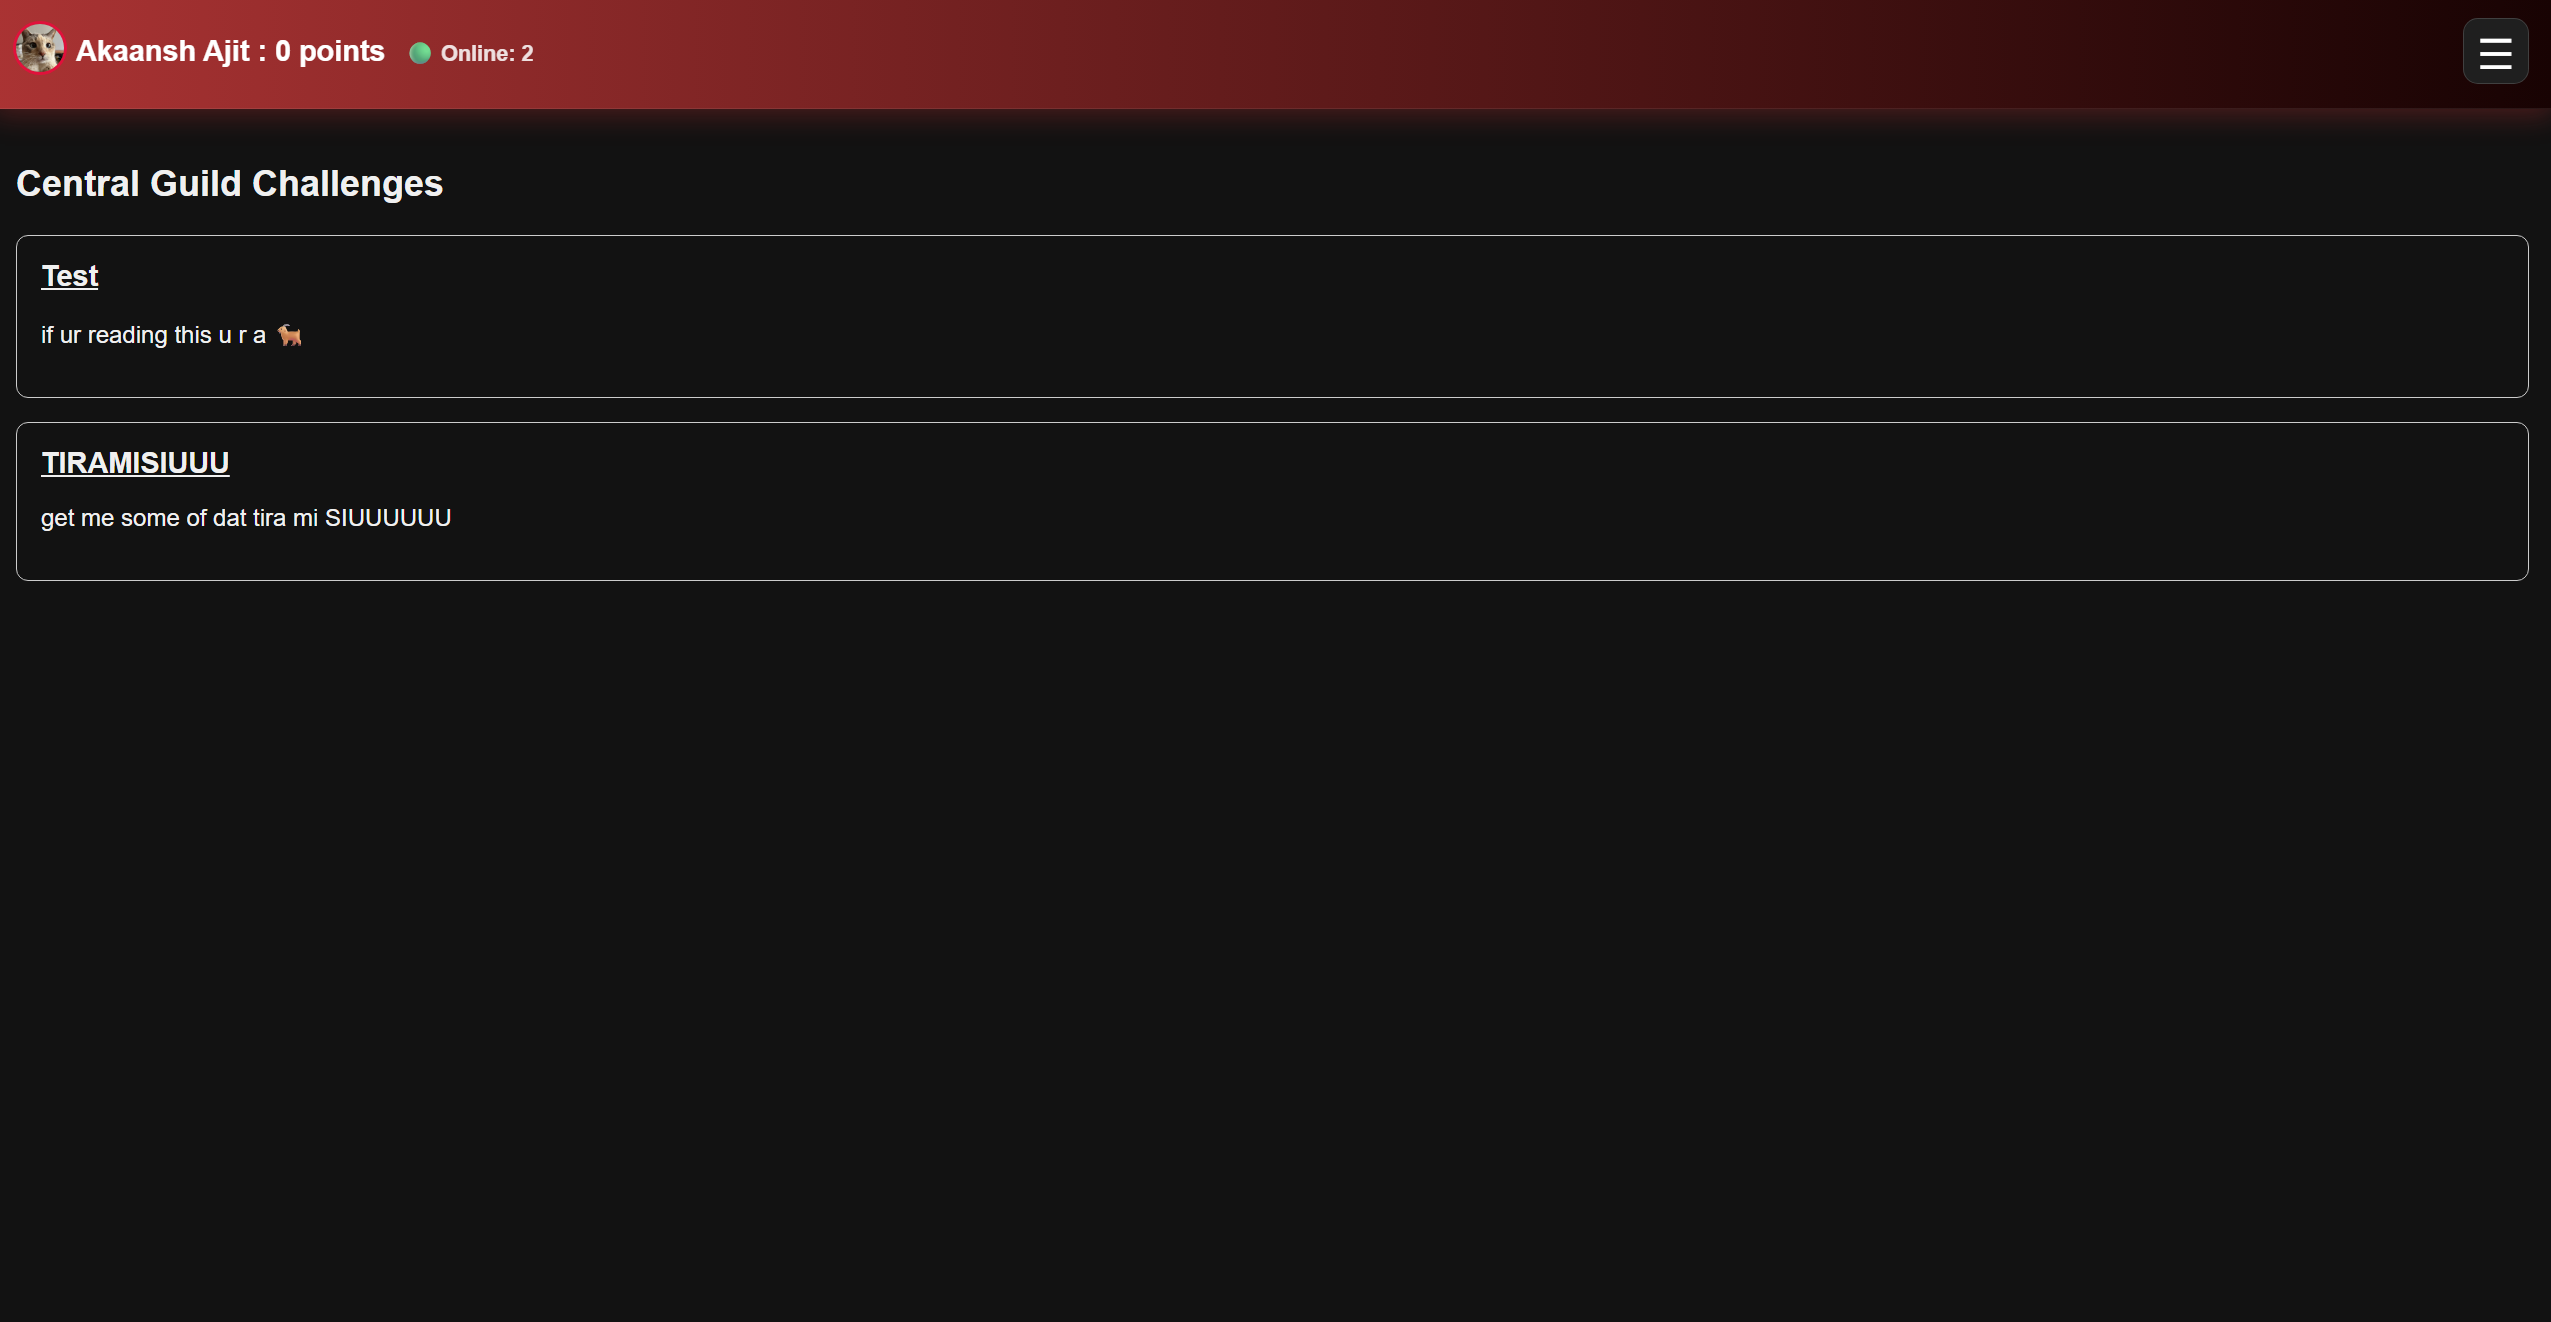 Akaansh Ajit : 0 points Online: 2
Central Guild Challenges
Test
if ur reading this u r a 🐐
TIRAMISIUUU
get me some of dat tira mi SIUUUUUU